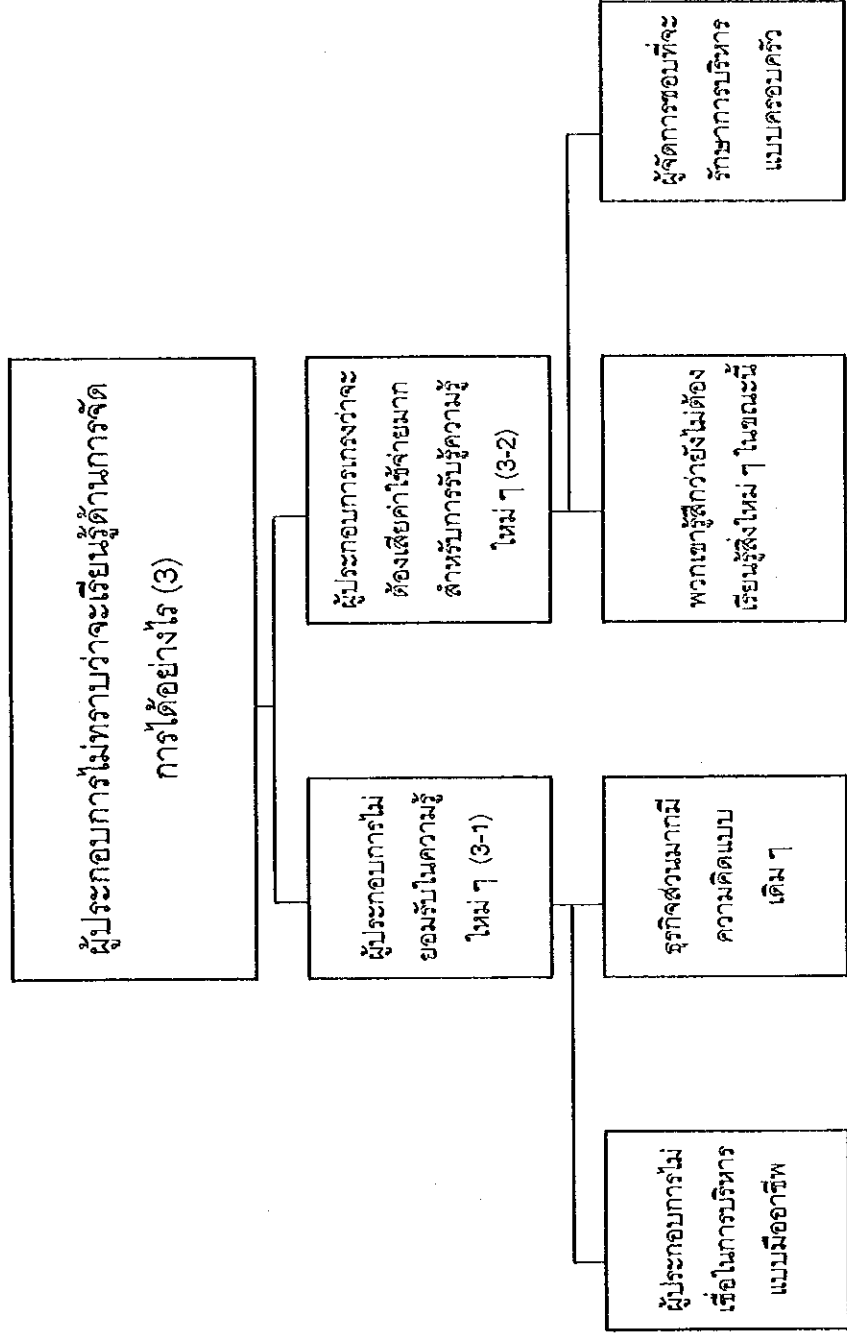 ผู้ประกอบการไม่ทราบว่าจะเรียนรู้ด้านการจัด
การได้อย่างไร (3)
ผู้ประกอบการไม่
ยอมรับในความรู้
ใหม่ ๆ (3-1)
ผู้ประกอบการเกรงว่าจะ
ต้องเสียค่าใช้จ่ายมาก
สำหรับการรับรู้ความรู้
ใหม่ ๆ (3-2)
ผู้ประกอบการไม่
เชื่อในการบริหาร
แบบมืออาชีพ
ธุรกิจส่วนมากมี
ความคิดแบบ
เดิม ๆ
พวกเขารู้สึกว่ายังไม่ต้อง
เรียนรู้สิ่งใหม่ ๆ ในขณะนี้
ผู้จัดการชอบที่จะ
รักษาการบริหาร
แบบครอบครัว